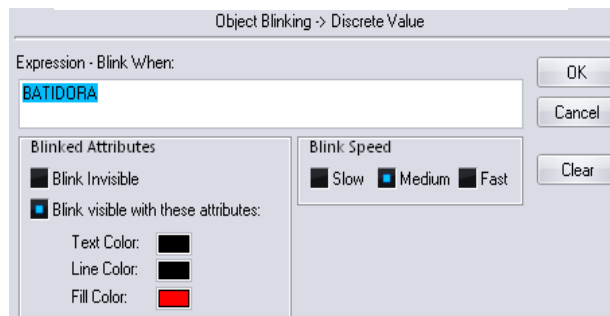 Object Blinking -> Discrete Value
Expression - Blink When:
OK
BATIDORA
Cancel
Blinked Attributes
Blink Speed
Clear
Blink Invisible
Slow Medium Fast
Blink visible with these attributes:
Text Color:
Line Color:
Fill Color: